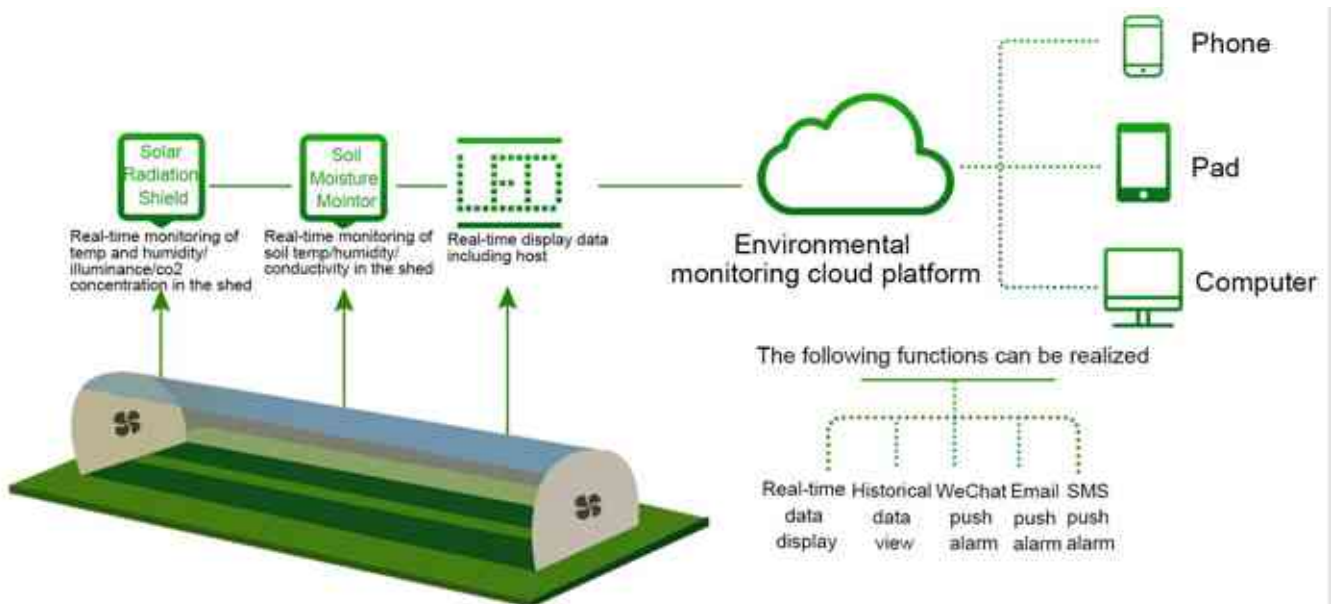 Solar
Radiation
Shield
Real-time monitoring of
temp and humidity/
illuminance/co2
concentration in the shed
Soil
Moisture
Mointor
Real-time monitoring of
soil temp/humidity/
conductivity in the shed
LED
Real-time display data
including host
Environmental
monitoring cloud platform
Phone
Pad
Computer
The following functions can be realized
Real-time
data
display
Historical
data
view
WeChat
push
alarm
Email
push
alarm
SMS
push
alarm